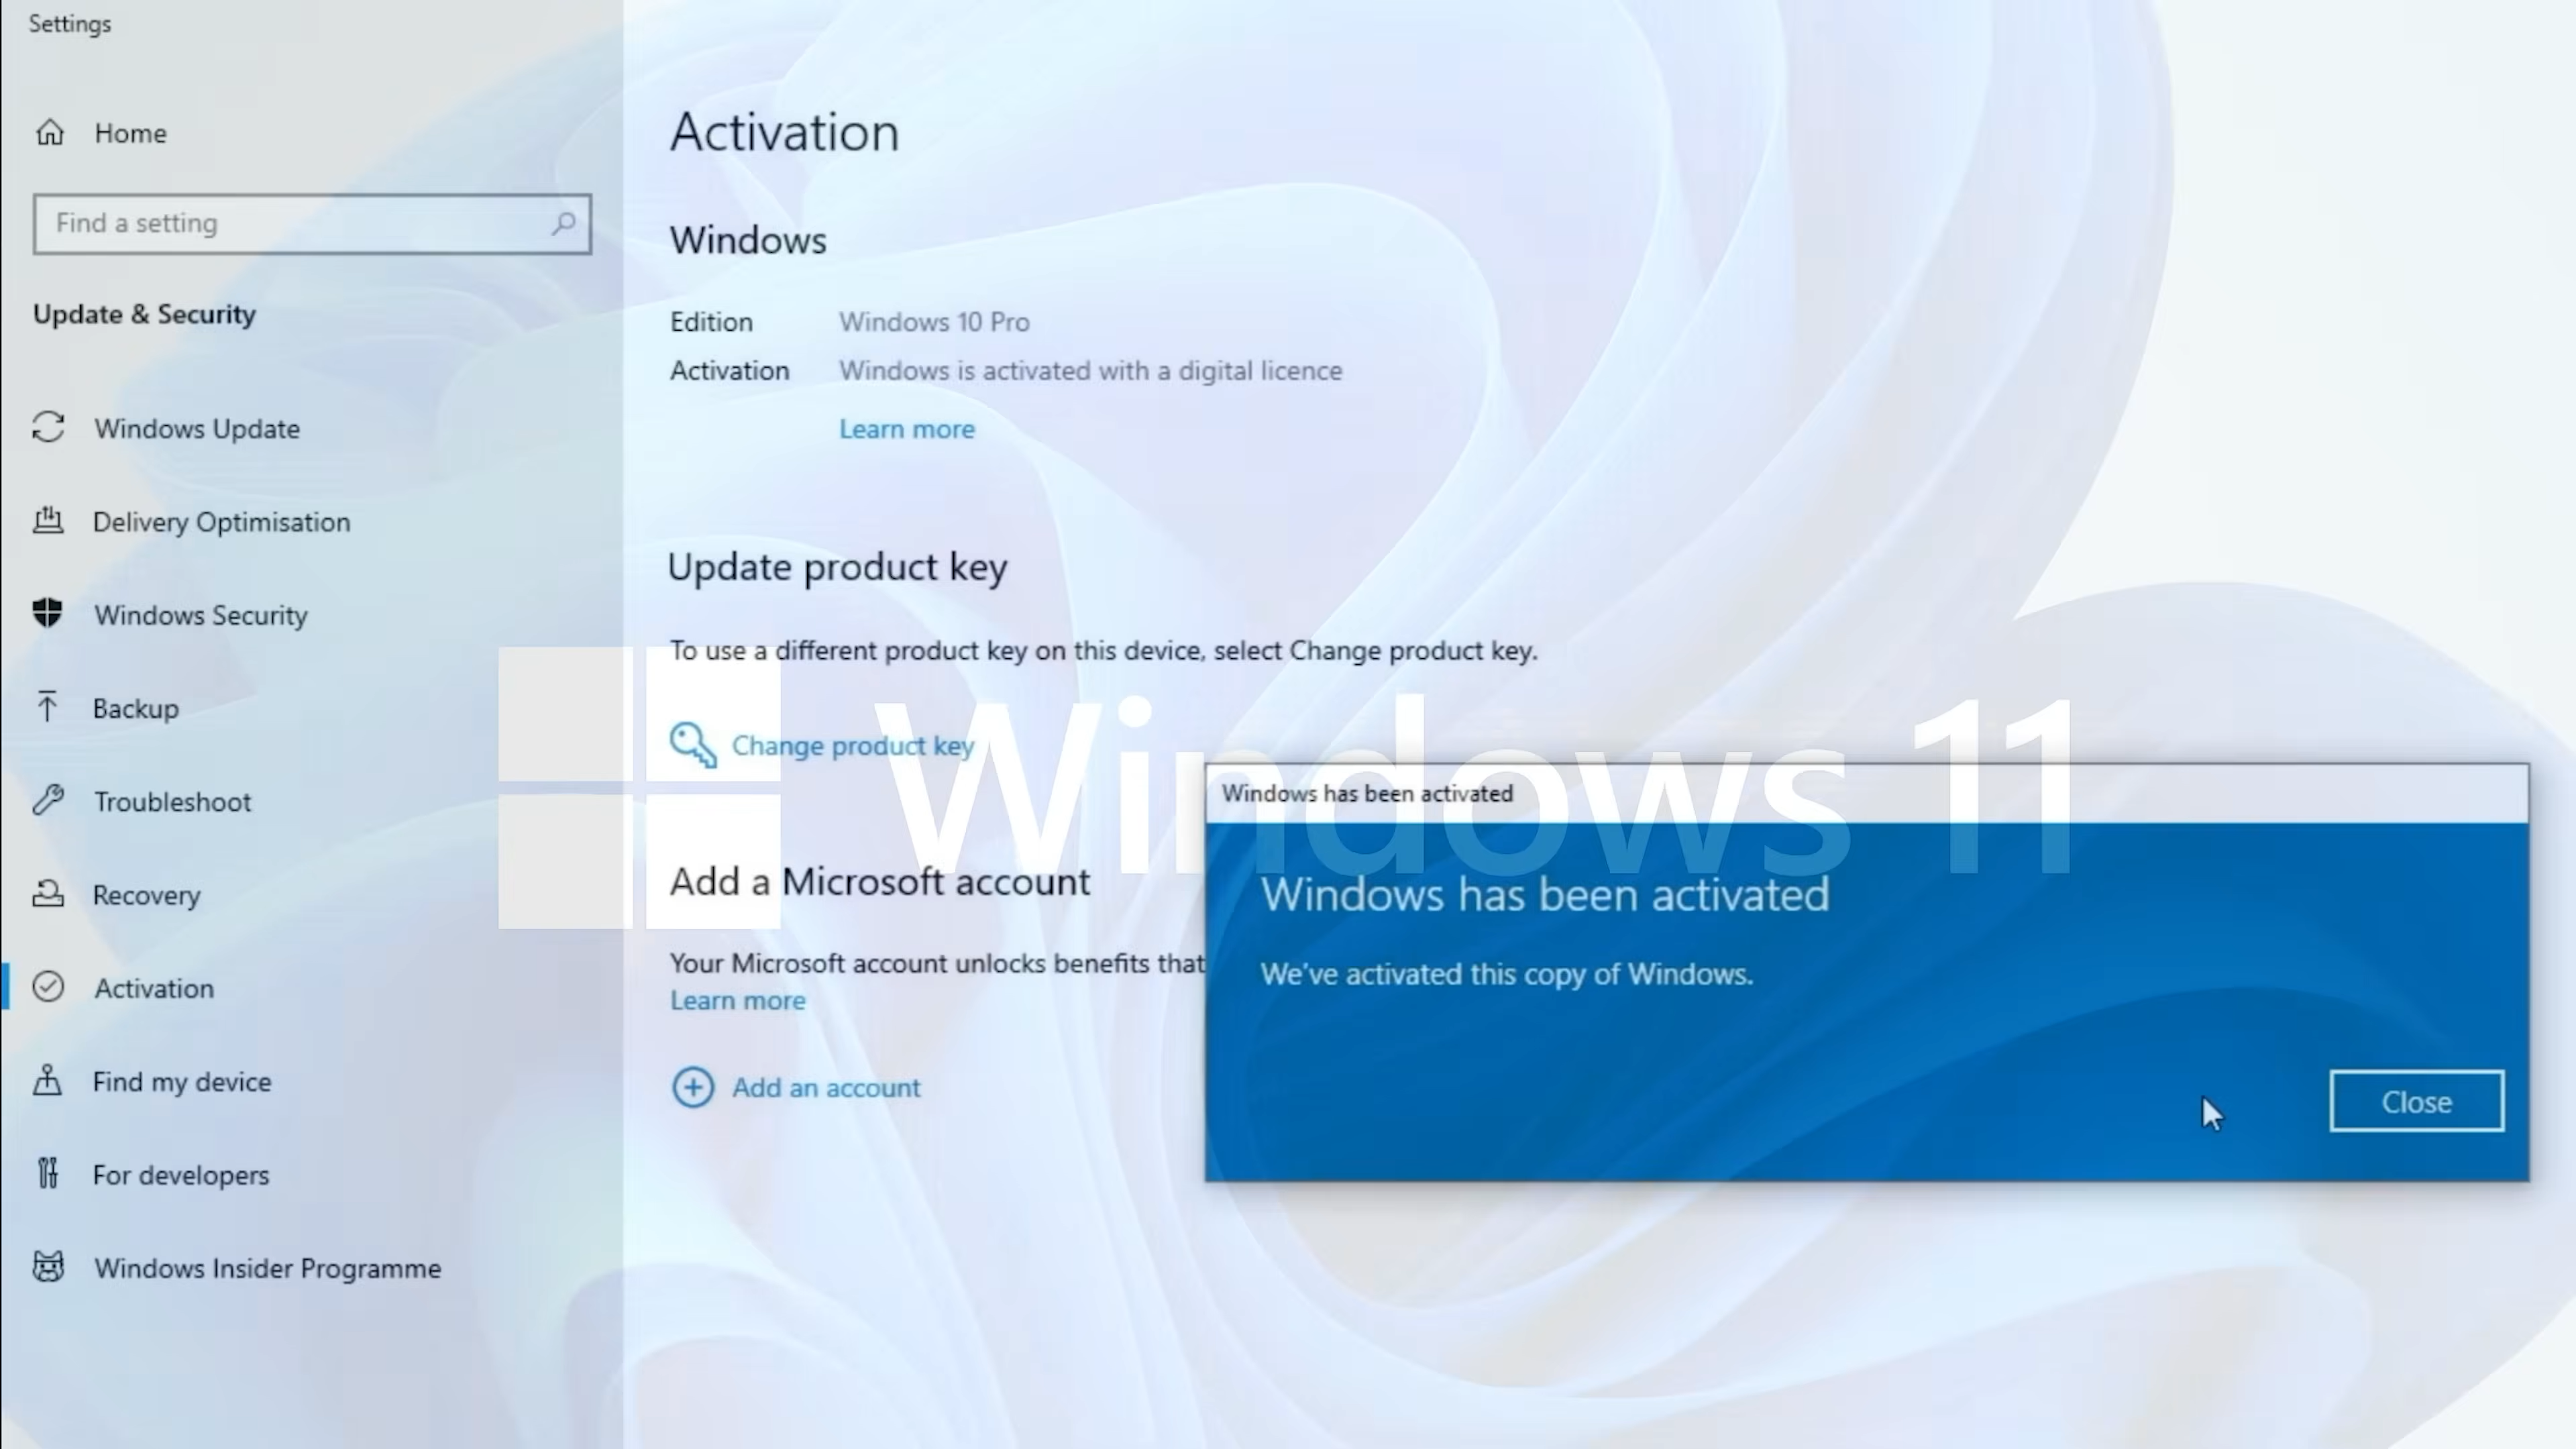 Settings
Home
Find a setting
Update & Security
Windows Update
Delivery Optimisation
Windows Security
Backup
Troubleshoot
Recovery
Activation
Find my device
For developers
Windows Insider Programme
Activation
Windows
Edition Windows 10 Pro
Activation Windows is activated with a digital licence
Learn more
Update product key
To use a different product key on this device, select Change product key.
Change product key
Add a Microsoft account
Your Microsoft account unlocks benefits that
Learn more
Add an account
Windows 11
Windows has been activated
Windows has been activated
We've activated this copy of Windows.
Close